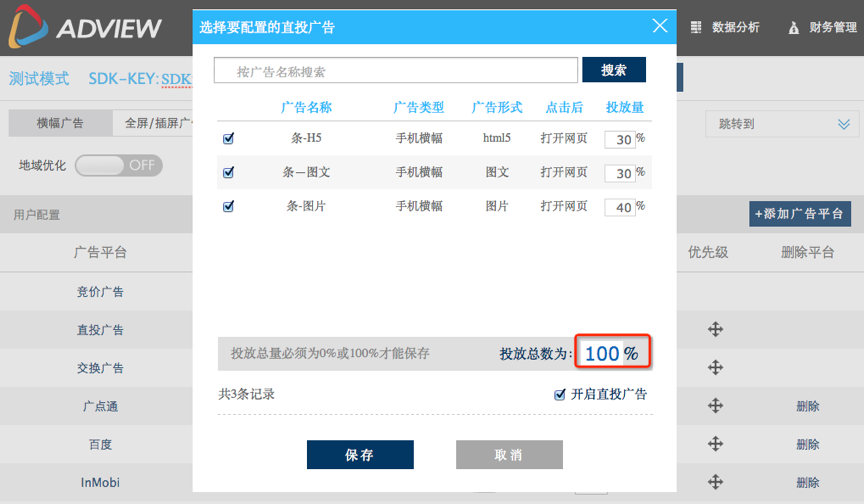 ADVIEW
选择要配置的直投广告
数据分析
财务管理
测试模式 SDK-KEY:SDK
按广告名称搜索
搜索
广告名称 广告类型 广告形式 点击后 投放量
横幅广告 全屏/插屏广
跳转到
条-H5 手机横幅 html5 打开网页 30 %
地域优化 OFF
条—图文 手机横幅 图文 打开网页 30 %
条-图片 手机横幅 图片 打开网页 40 %
用户配置
+添加广告平台
广告平台
优先级 删除平台
竞价广告
直投广告
投放总量必须为0%或100%才能保存 投放总数为: 100 %
交换广告
共3条记录 开启直投广告
广点通 删除
百度 删除
保存 取消
InMobi 删除